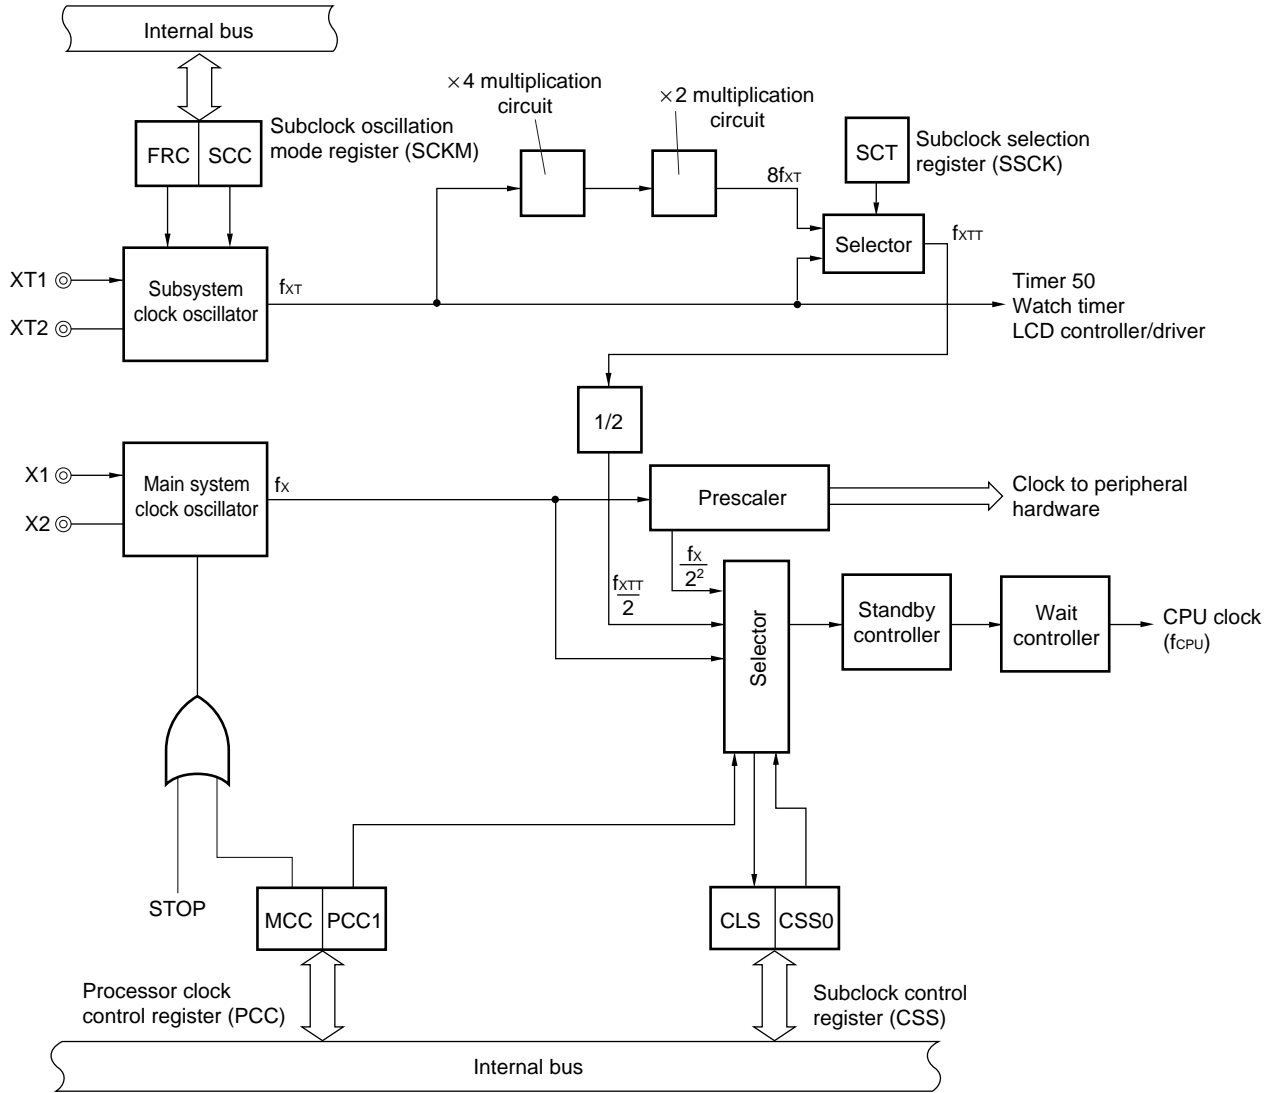 Internal bus
×4 multiplication
circuit
×2 multiplication
circuit
FRC SCC
Subclock oscillation
mode register (SCKM)
SCT
Subclock selection
register (SSCK)
8fXT
Selector
fXTT
XT1
XT2
Subsystem
clock oscillator
fXT
Timer 50
Watch timer
LCD controller/driver
1/2
X1
X2
Main system
clock oscillator
fX
Prescaler
Clock to peripheral
hardware
fX
2²
fXTT
2
Selector
Standby
controller
Wait
controller
CPU clock
(fCPU)
STOP
MCC PCC1
CLS CSS0
Processor clock
control register (PCC)
Subclock control
register (CSS)
Internal bus